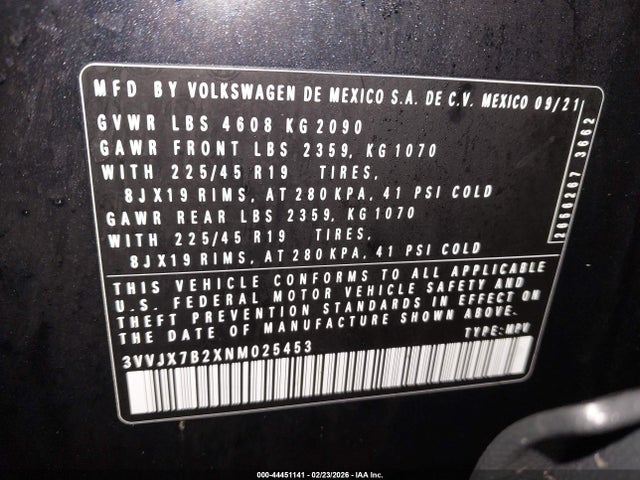 MFD BY VOLKSWAGEN DE MEXICO S.A. DE C.V. MEXICO 09/21
GVWR LBS 4608 KG 2090
GAWR FRONT LBS 2359, KG 1070
WITH 225/45 R19 TIRES,
8JX19 RIMS, AT 280 KPA, 41 PSI COLD
GAWR REAR LBS 2359, KG 1070
WITH 225/45 R19 TIRES,
8JX19 RIMS, AT 280 KPA, 41 PSI COLD
THIS VEHICLE CONFORMS TO ALL APPLICABLE
U.S. FEDERAL MOTOR VEHICLE SAFETY AND
THEFT PREVENTION STANDARDS IN EFFECT ON
THE DATE OF MANUFACTURE SHOWN ABOVE.
TYPE: MPV
3VVJX7B2XNM025453
2050207 3662
000-44451141 - 02/23/2026 - IAA Inc.